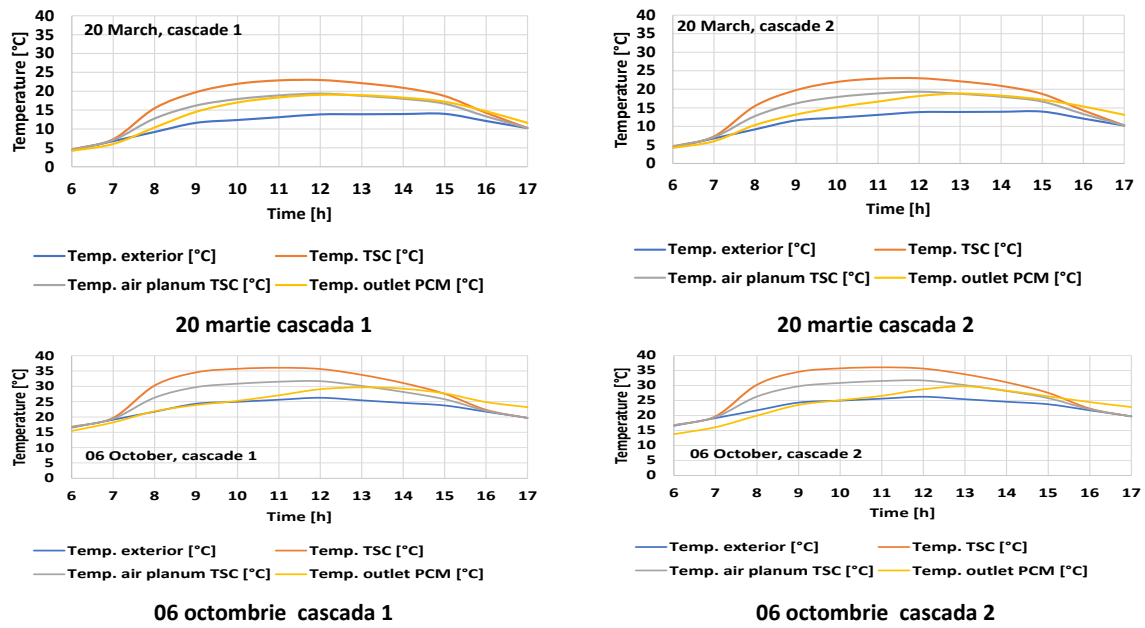 20 March, cascade 1
Temperature [°C]
40
35
30
25
20
15
10
5
0
6 7 8 9 10 11 12 13 14 15 16 17
Time [h]
Temp. exterior [°C] Temp. TSC [°C]
Temp. air planum TSC [°C] Temp. outlet PCM [°C]
20 martie cascada 1
20 March, cascade 2
Temperature [°C]
40
35
30
25
20
15
10
5
0
6 7 8 9 10 11 12 13 14 15 16 17
Time [h]
Temp. exterior [°C] Temp. TSC [°C]
Temp. air planum TSC [°C] Temp. outlet PCM [°C]
20 martie cascada 2
Temperature [°C]
40
35
30
25
20
15
10
5
0
06 October, cascade 1
6 7 8 9 10 11 12 13 14 15 16 17
Time [h]
Temp. exterior [°C] Temp. TSC [°C]
Temp. air planum TSC [°C] Temp. outlet PCM [°C]
06 octombrie cascada 1
Temperature [°C]
40
35
30
25
20
15
10
5
0
06 October, cascade 2
6 7 8 9 10 11 12 13 14 15 16 17
Time [h]
Temp. exterior [°C] Temp. TSC [°C]
Temp. air planum TSC [°C] Temp. outlet PCM [°C]
06 octombrie cascada 2